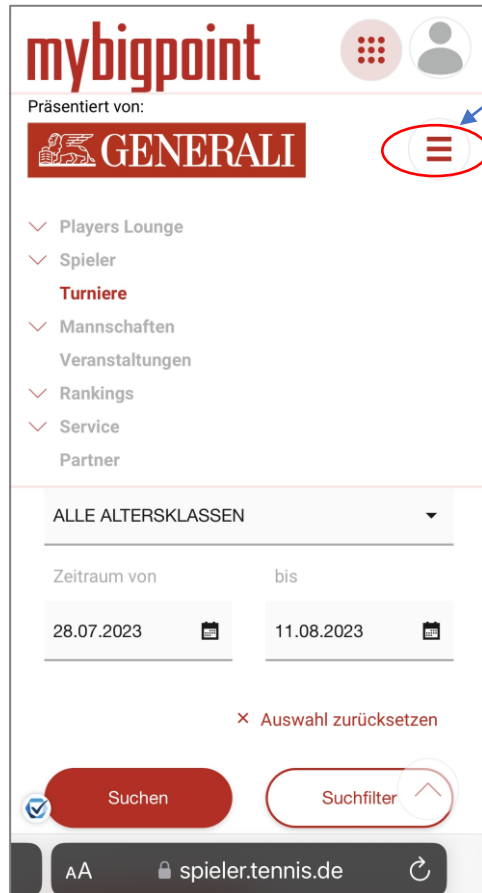 mybigpoint
Präsentiert von:
GENERALI
Players Lounge
Spieler
Turniere
Mannschaften
Veranstaltungen
Rankings
Service
Partner
ALLE ALTERSKLASSEN
Zeitraum von bis
28.07.2023 11.08.2023
× Auswahl zurücksetzen
Suchen Suchfilter
AA spieler.tennis.de